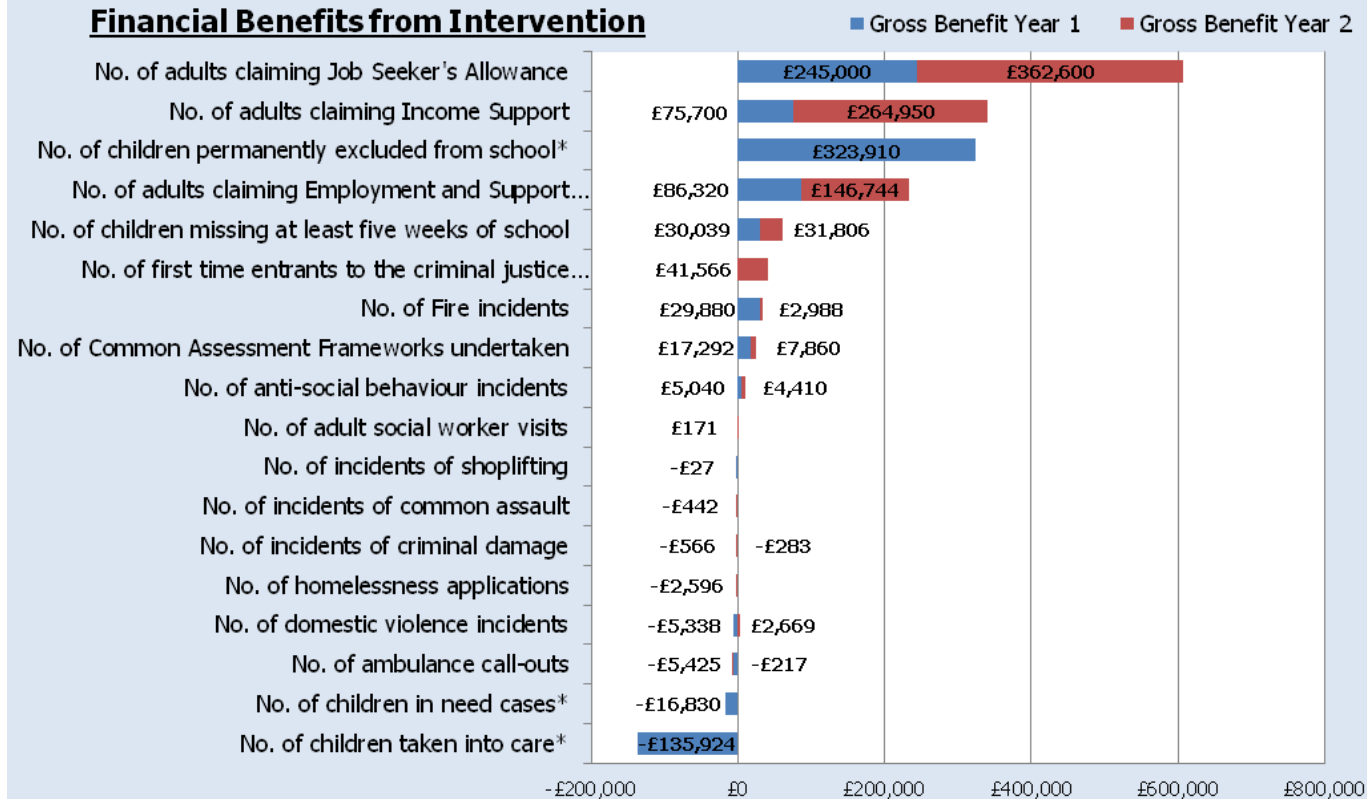 Financial Benefits from Intervention
Gross Benefit Year 1 Gross Benefit Year 2
No. of adults claiming Job Seeker's Allowance £245,000 £362,600
No. of adults claiming Income Support £75,700 £264,950
No. of children permanently excluded from school* £323,910
No. of adults claiming Employment and Support... £86,320 £146,744
No. of children missing at least five weeks of school £30,039 £31,806
No. of first time entrants to the criminal justice... £41,566
No. of Fire incidents £29,880 £2,988
No. of Common Assessment Frameworks undertaken £17,292 £7,860
No. of anti-social behaviour incidents £5,040 £4,410
No. of adult social worker visits £171
No. of incidents of shoplifting -£27
No. of incidents of common assault -£442
No. of incidents of criminal damage -£566 -£283
No. of homelessness applications -£2,596
No. of domestic violence incidents -£5,338 £2,669
No. of ambulance call-outs -£5,425 -£217
No. of children in need cases* -£16,830
No. of children taken into care* -£135,924
-£200,000 £0 £200,000 £400,000 £600,000 £800,000